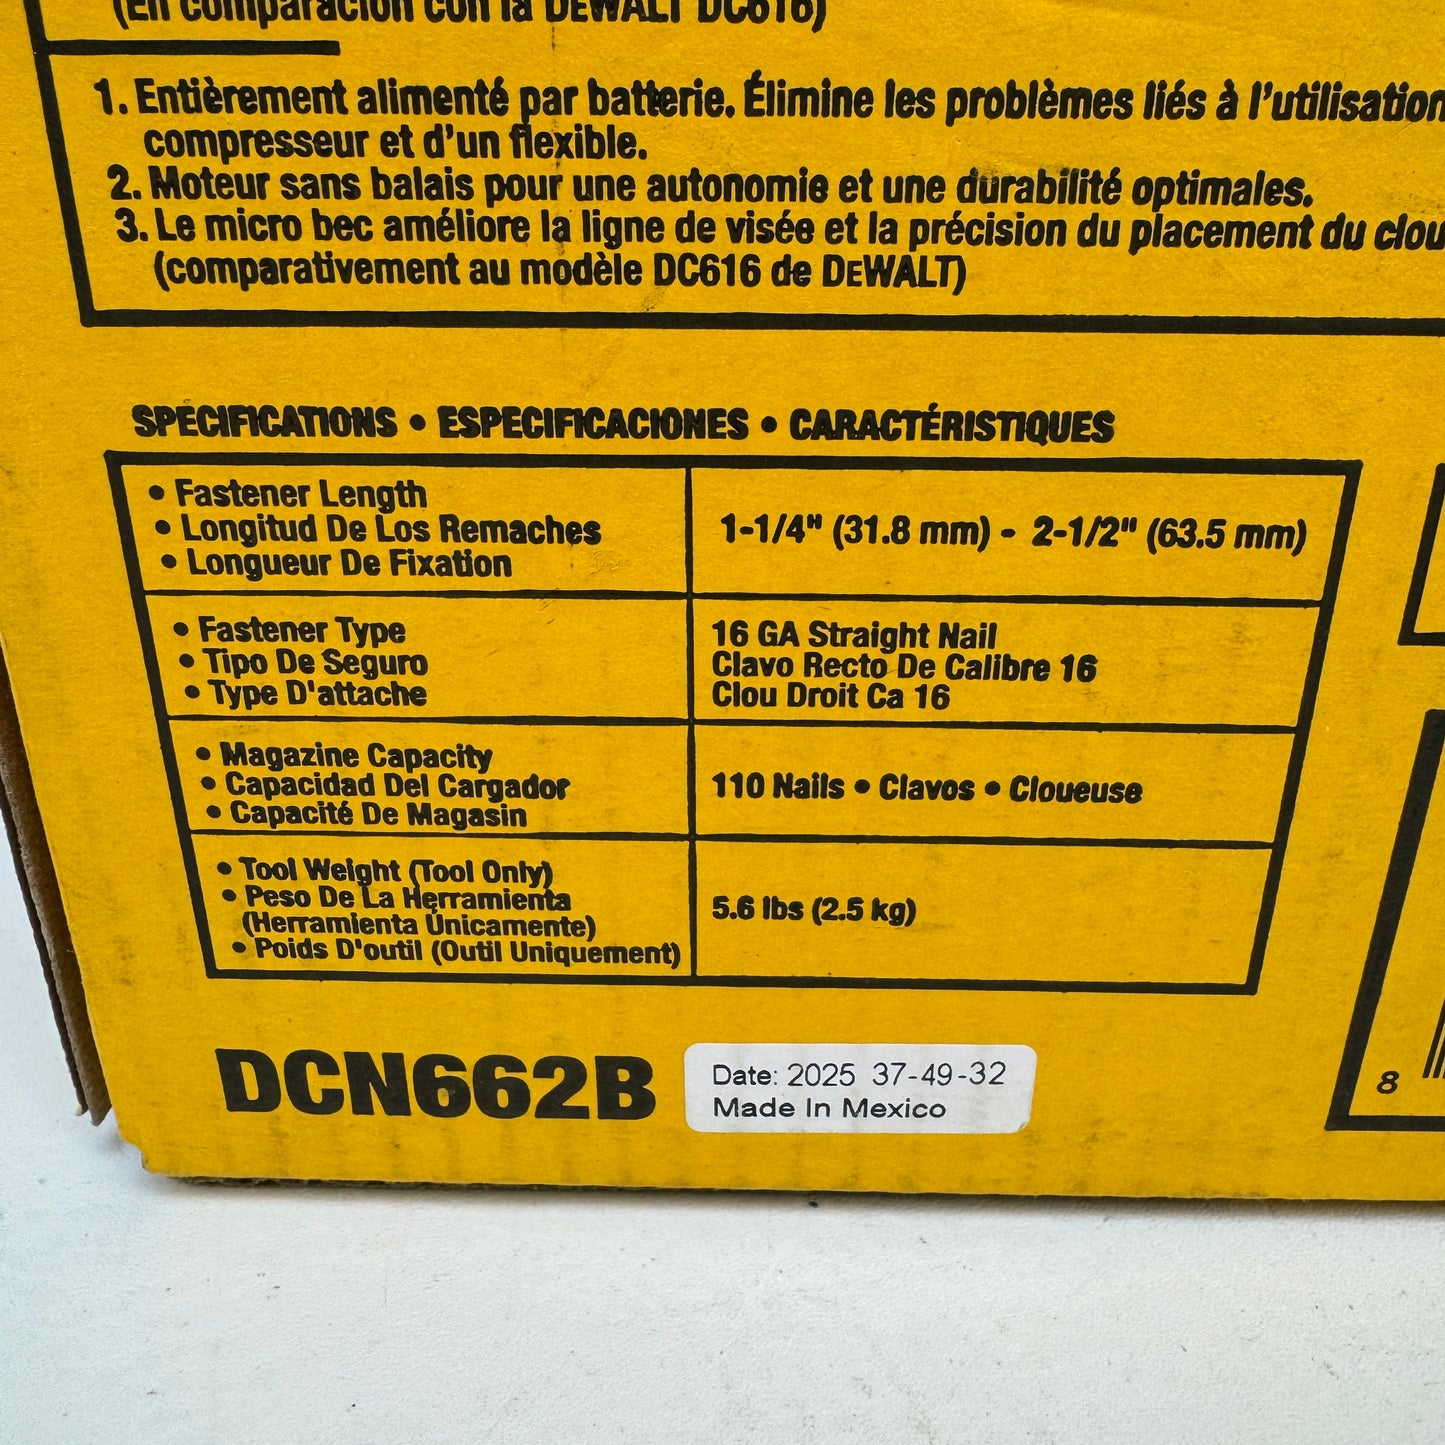 (En comparación con la DEWALT DC616)
1. Entièrement alimenté par batterie. Élimine les problèmes liés à l'utilisation
compresseur et d'un flexible.
2. Moteur sans balais pour une autonomie et une durabilité optimales.
3. Le micro bec améliore la ligne de visée et la précision du placement du clou
(comparativement au modèle DC616 de DEWALT)
SPECIFICATIONS • ESPECIFICACIONES • CARACTÉRISTIQUES
• Fastener Length
• Longitud De Los Remaches
• Longueur De Fixation
1-1/4" (31.8 mm) - 2-1/2" (63.5 mm)
• Fastener Type
• Tipo De Seguro
• Type D'attache
16 GA Straight Nail
Clavo Recto De Calibre 16
Clou Droit Ca 16
• Magazine Capacity
• Capacidad Del Cargador
• Capacité De Magasin
110 Nails • Clavos • Cloueuse
• Tool Weight (Tool Only)
• Peso De La Herramienta
(Herramienta Únicamente)
• Poids D'outil (Outil Uniquement)
5.6 lbs (2.5 kg)
DCN662B
Date: 2025 37-49-32
Made In Mexico
8